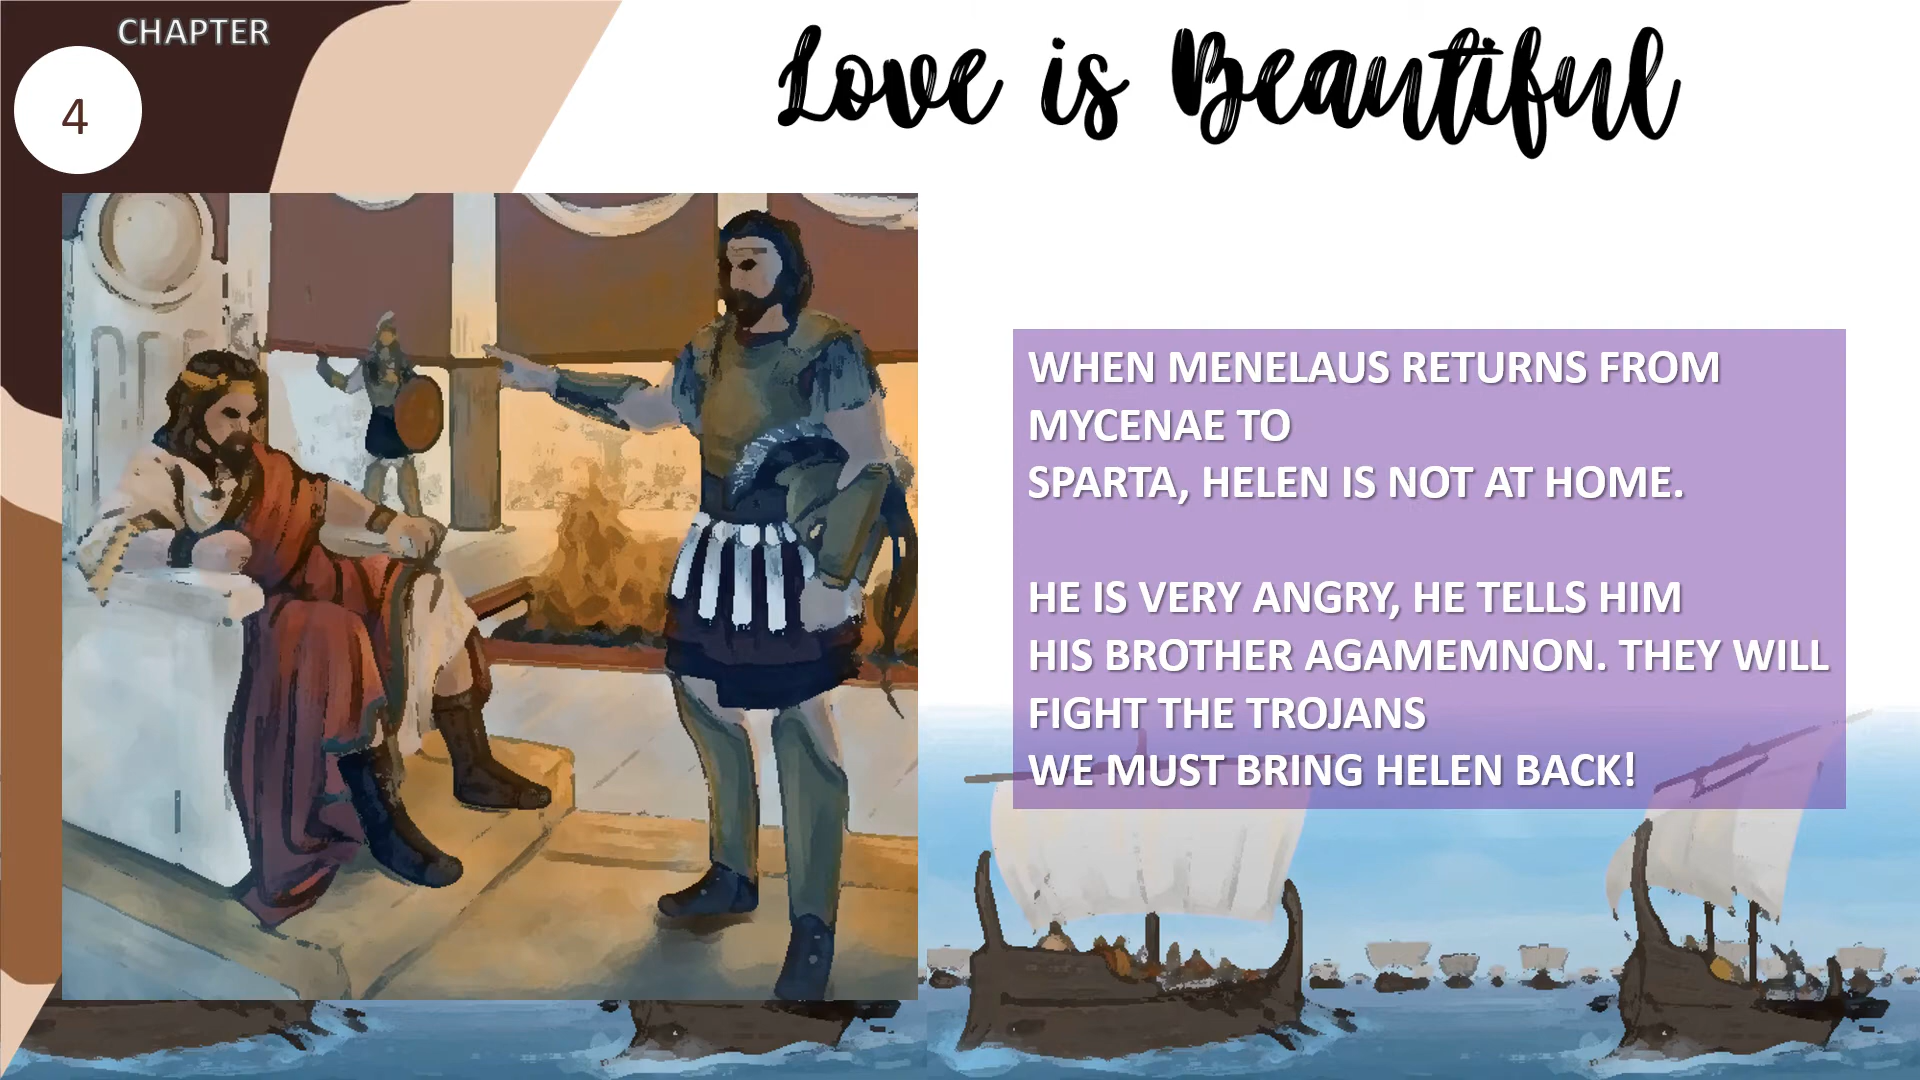 CHAPTER
4
Love is Beautiful
WHEN MENELAUS RETURNS FROM
MYCENAE TO
SPARTA, HELEN IS NOT AT HOME.
HE IS VERY ANGRY, HE TELLS HIM
HIS BROTHER AGAMEMNON. THEY WILL
FIGHT THE TROJANS
WE MUST BRING HELEN BACK!